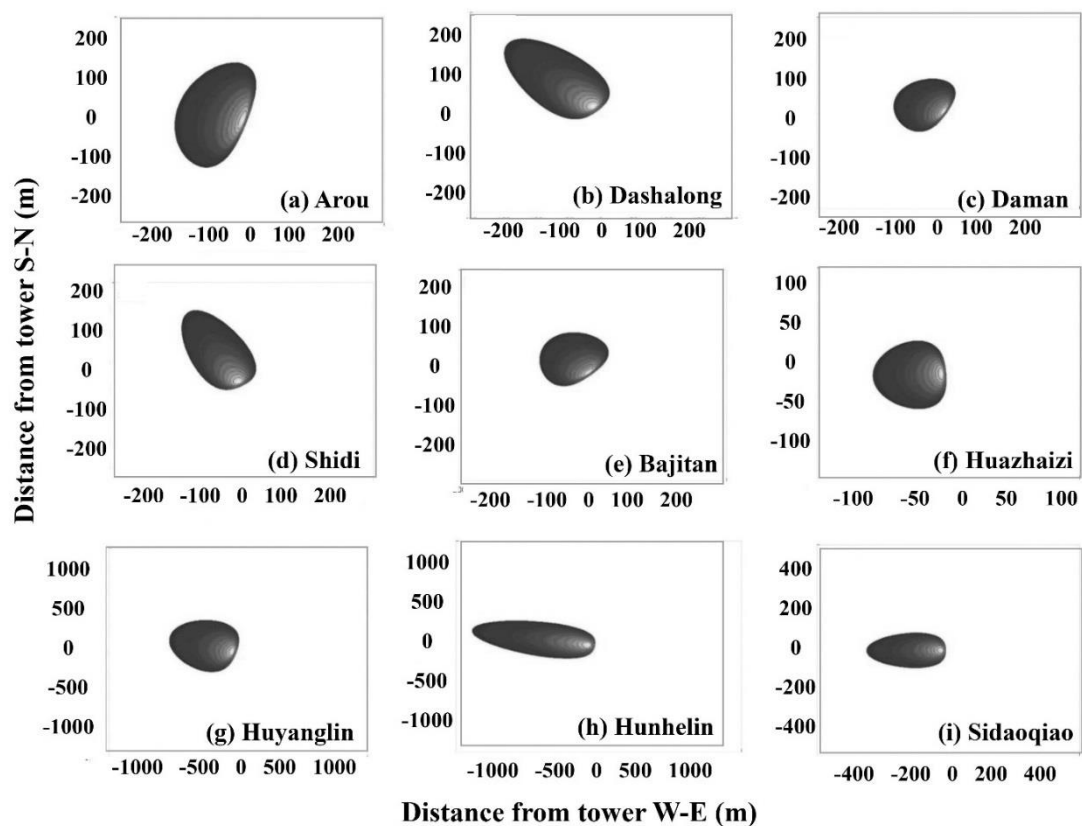 Distance from tower S-N (m)
200
100
0
-100
-200
(a) Arou
-200 -100 0 100 200
200
100
0
-100
-200
(b) Dashalong
-200 -100 0 100 200
200
100
0
-100
-200
(c) Daman
-200 -100 0 100 200
200
100
0
-100
-200
(d) Shidi
-200 -100 0 100 200
200
100
0
-100
-200
(e) Bajitan
-200 -100 0 100 200
100
50
0
-50
-100
(f) Huazhaizi
-100 -50 0 50 100
1000
500
0
-500
-1000
(g) Huyanglin
-1000 -500 0 500 1000
1000
500
0
-500
-1000
(h) Hunhelin
-1000 -500 0 500 1000
400
200
0
-200
-400
(i) Sidaoqiao
-400 -200 0 200 400
Distance from tower W-E (m)